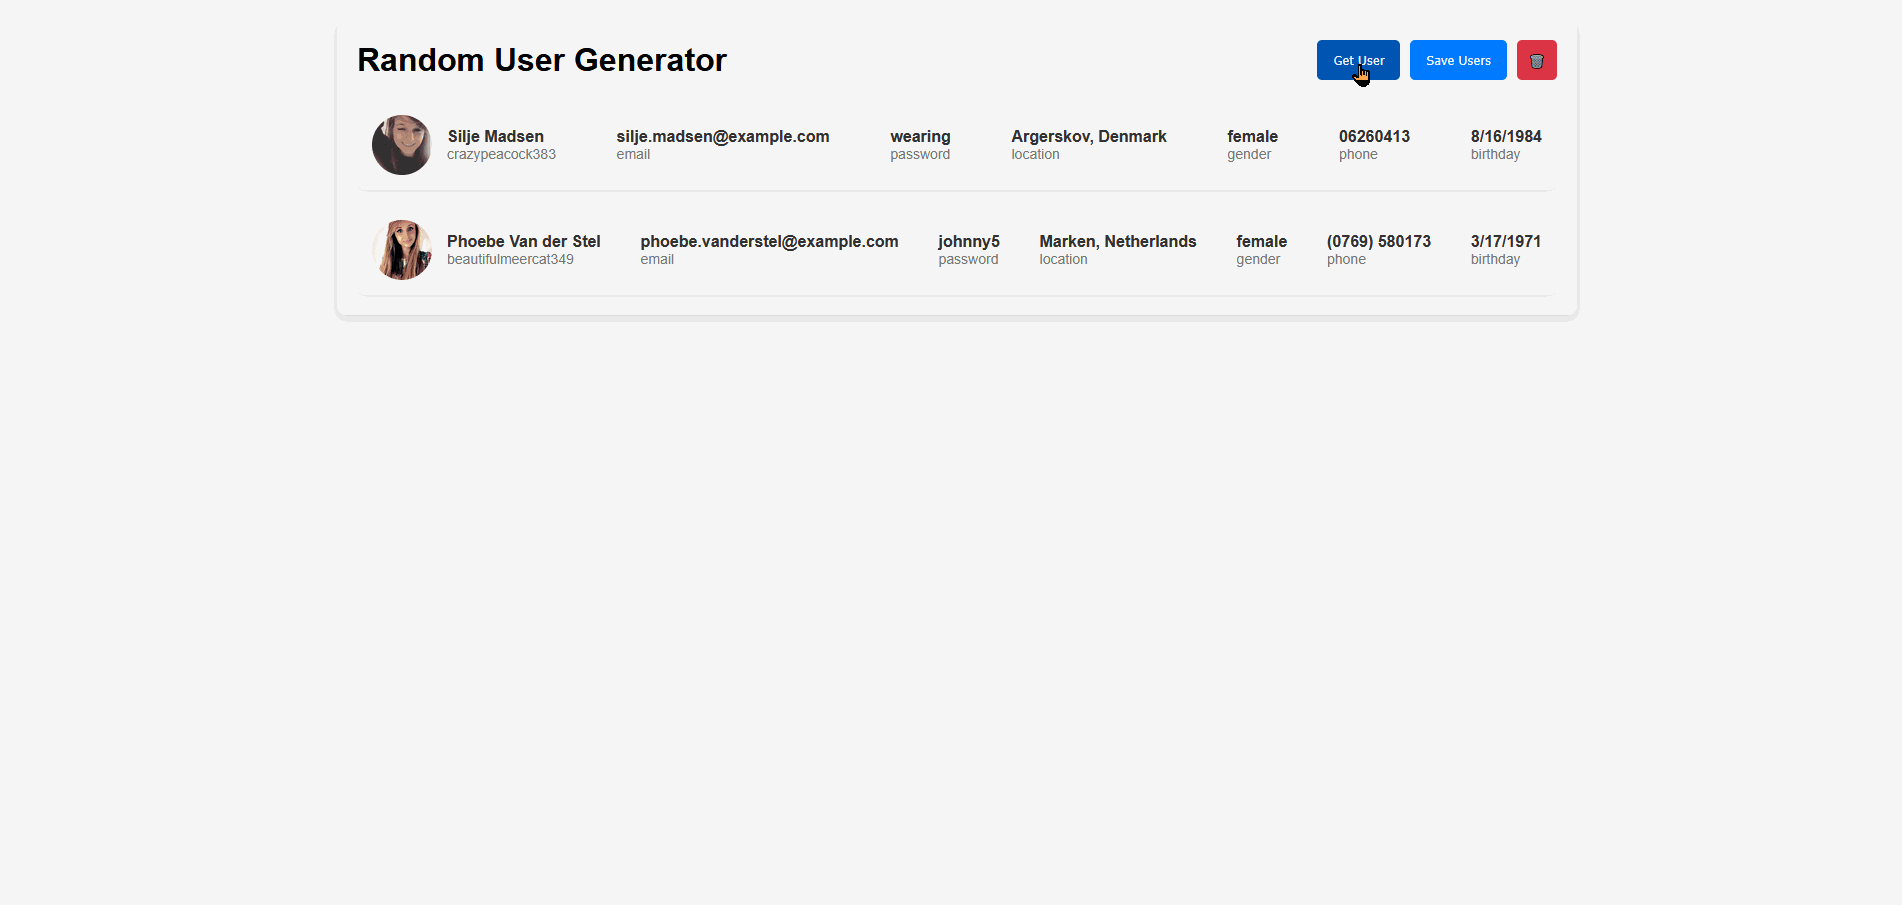 Random User Generator
Get User
Save Users
Silje Madsen silje.madsen@example.com wearing Argerskov, Denmark female 06260413 8/16/1984
crazypeacock383 email password location gender phone birthday
Phoebe Van der Stel phoebe.vanderstel@example.com johnny5 Marken, Netherlands female (0769) 580173 3/17/1971
beautifulmeercat349 email password location gender phone birthday